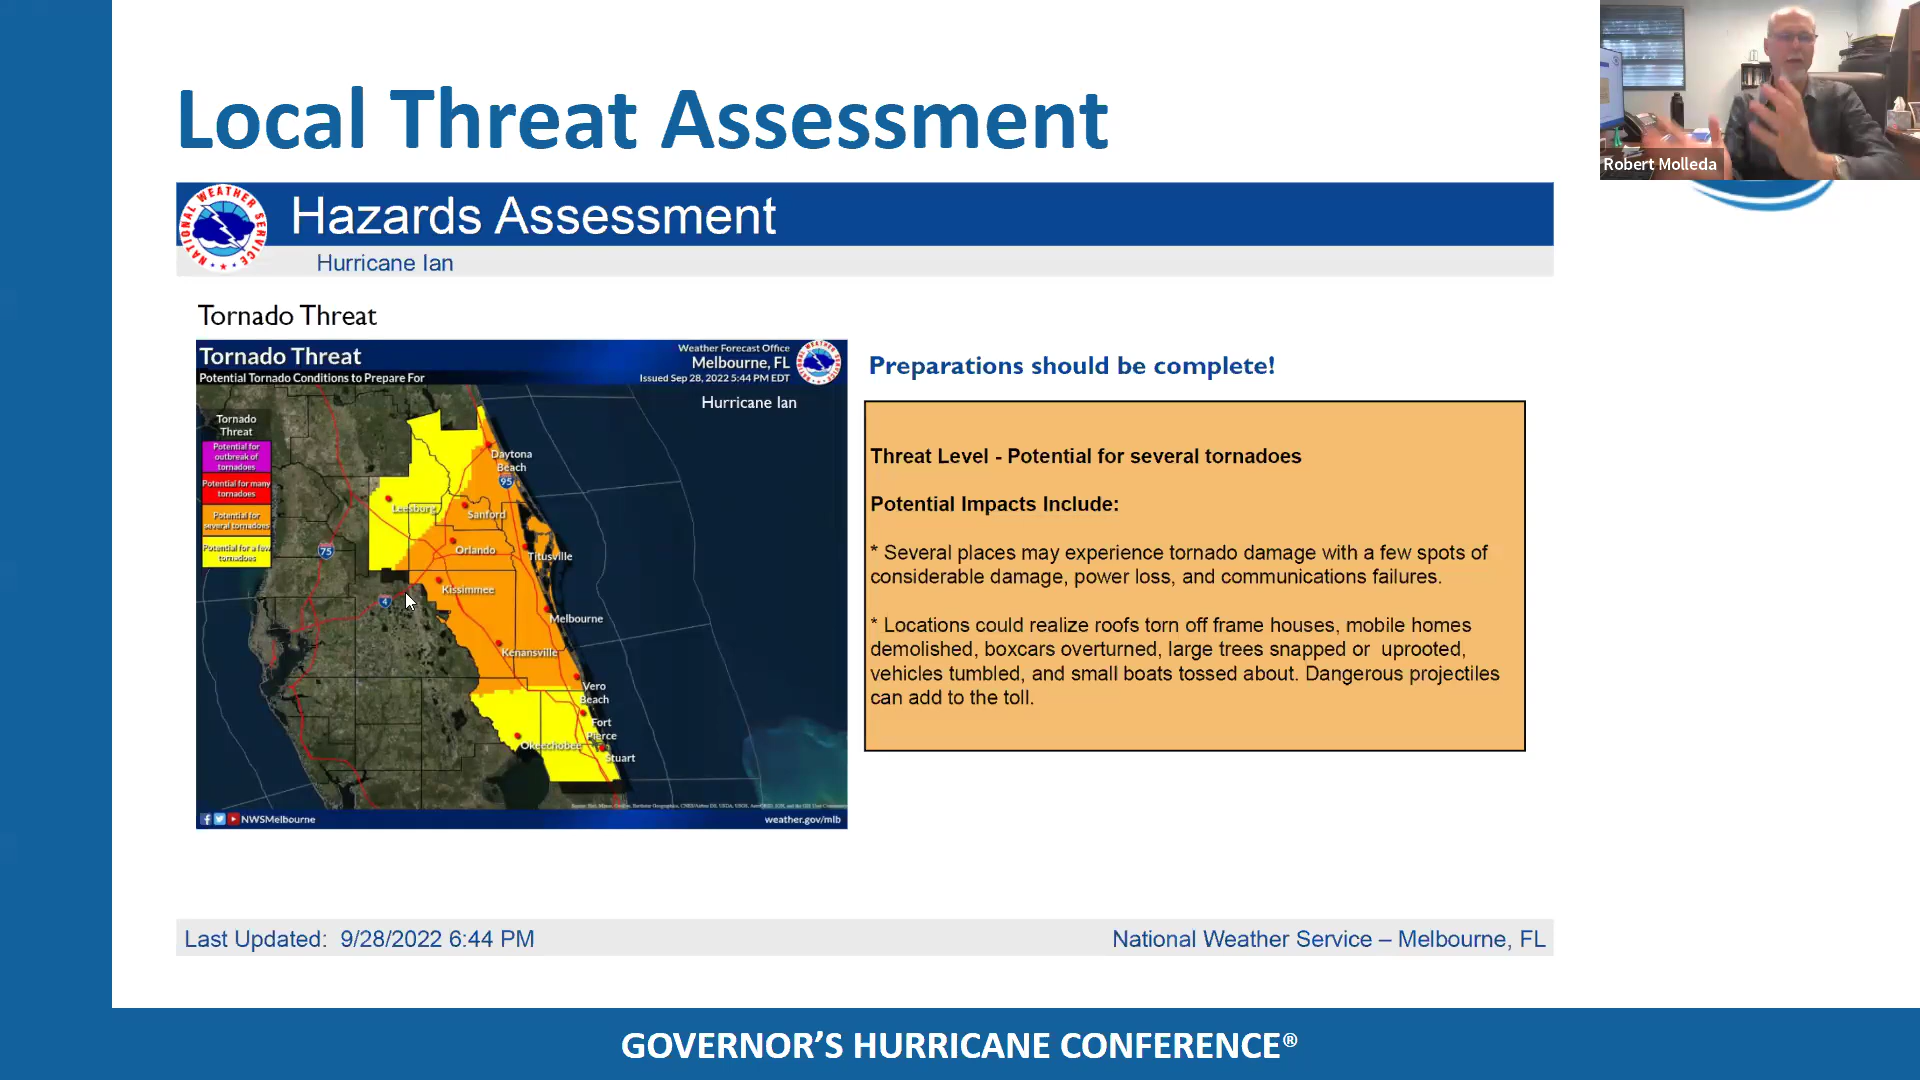 Local Threat Assessment
Robert Molleda
NATIONAL WEATHER SERVICE
Hazards Assessment
Hurricane Ian
Tornado Threat
Tornado Threat
Potential Tornado Conditions to Prepare For
Weather Forecast Office
Melbourne, FL
Issued Sep 28, 2022 5:44 PM EDT
Hurricane Ian
Tornado
Threat
Potential for
outbreak of
tornadoes
Potential for many
tornadoes
Potential for
several tornadoes
Potential for a few
tornadoes
Daytona
Beach
95
Leesburg
Sanford
Orlando
Titusville
75
Kissimmee
4
Melbourne
Kenansville
Vero
Beach
Fort
Pierce
Okeechobee
Stuart
NWSMelbourne
weather.gov/mlb
Preparations should be complete!
Threat Level - Potential for several tornadoes
Potential Impacts Include:
* Several places may experience tornado damage with a few spots of
considerable damage, power loss, and communications failures.
* Locations could realize roofs torn off frame houses, mobile homes
demolished, boxcars overturned, large trees snapped or uprooted,
vehicles tumbled, and small boats tossed about. Dangerous projectiles
can add to the toll.
Last Updated: 9/28/2022 6:44 PM
National Weather Service – Melbourne, FL
GOVERNOR'S HURRICANE CONFERENCE®